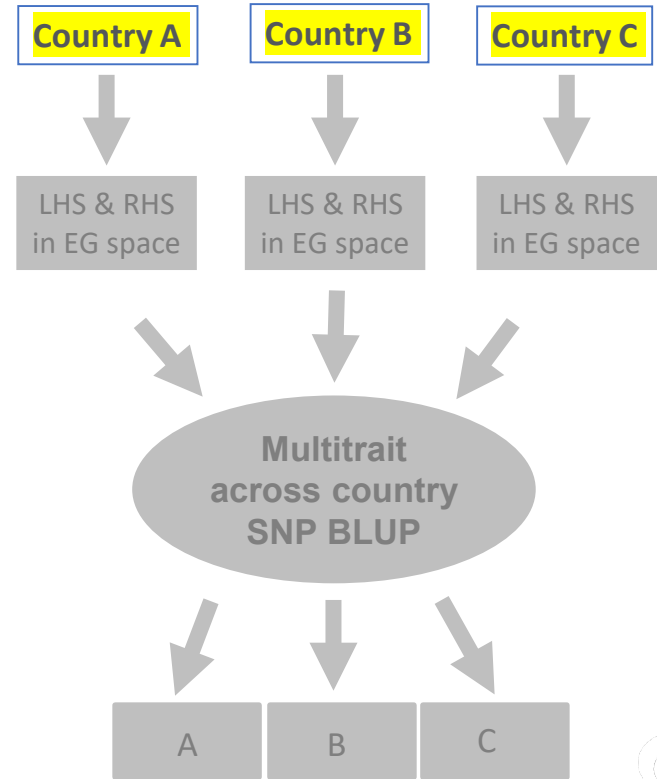 Country A
Country B
Country C
LHS & RHS
in EG space
LHS & RHS
in EG space
LHS & RHS
in EG space
Multitrait
across country
SNP BLUP
A
B
C